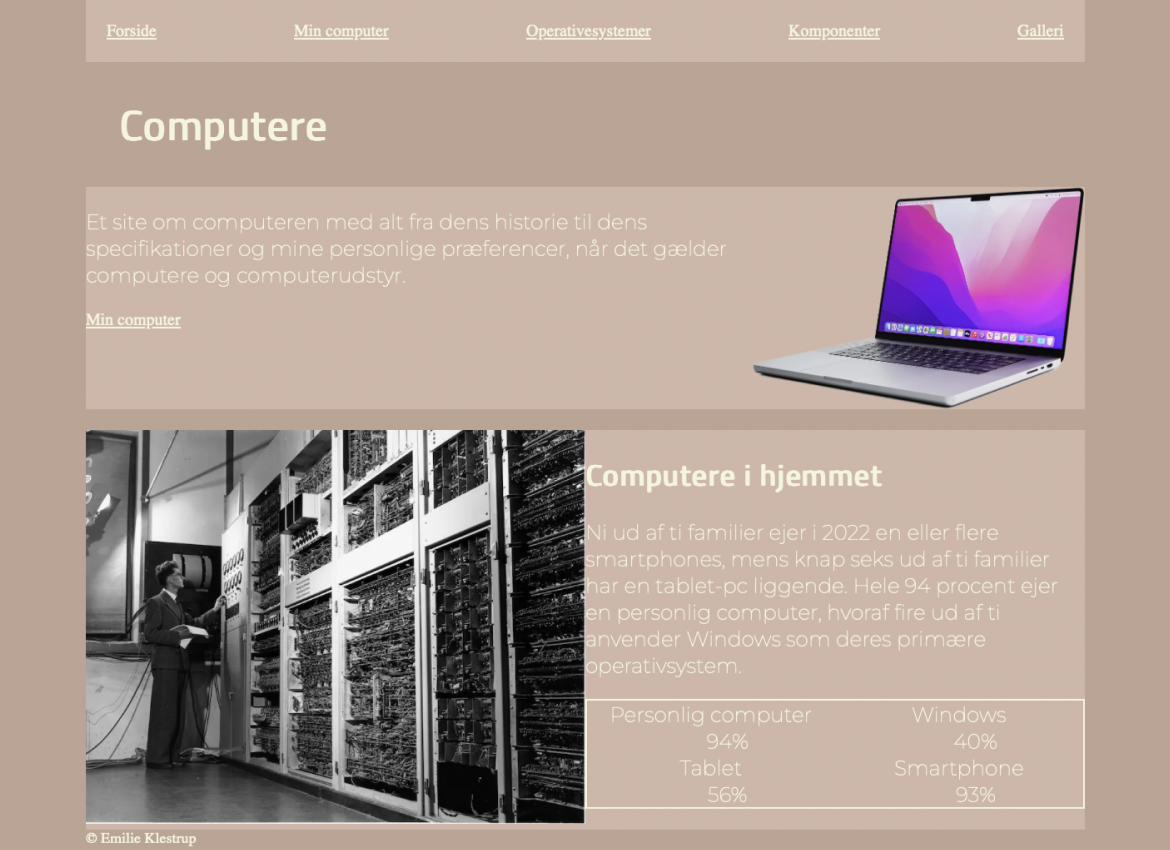 Forside Min computer Operativesystemer Komponenter Galleri
Computere
Et site om computeren med alt fra dens historie til dens
specifikationer og mine personlige præferencer, når det gælder
computere og computerudstyr.
Min computer
Computere i hjemmet
Ni ud af ti familier ejer i 2022 en eller flere
smartphones, mens knap seks ud af ti familier
har en tablet-pc liggende. Hele 94 procent ejer
en personlig computer, hvoraf fire ud af ti
anvender Windows som deres primære
operativsystem.
Personlig computer Windows
94% 40%
Tablet Smartphone
56% 93%
© Emilie Klestrup